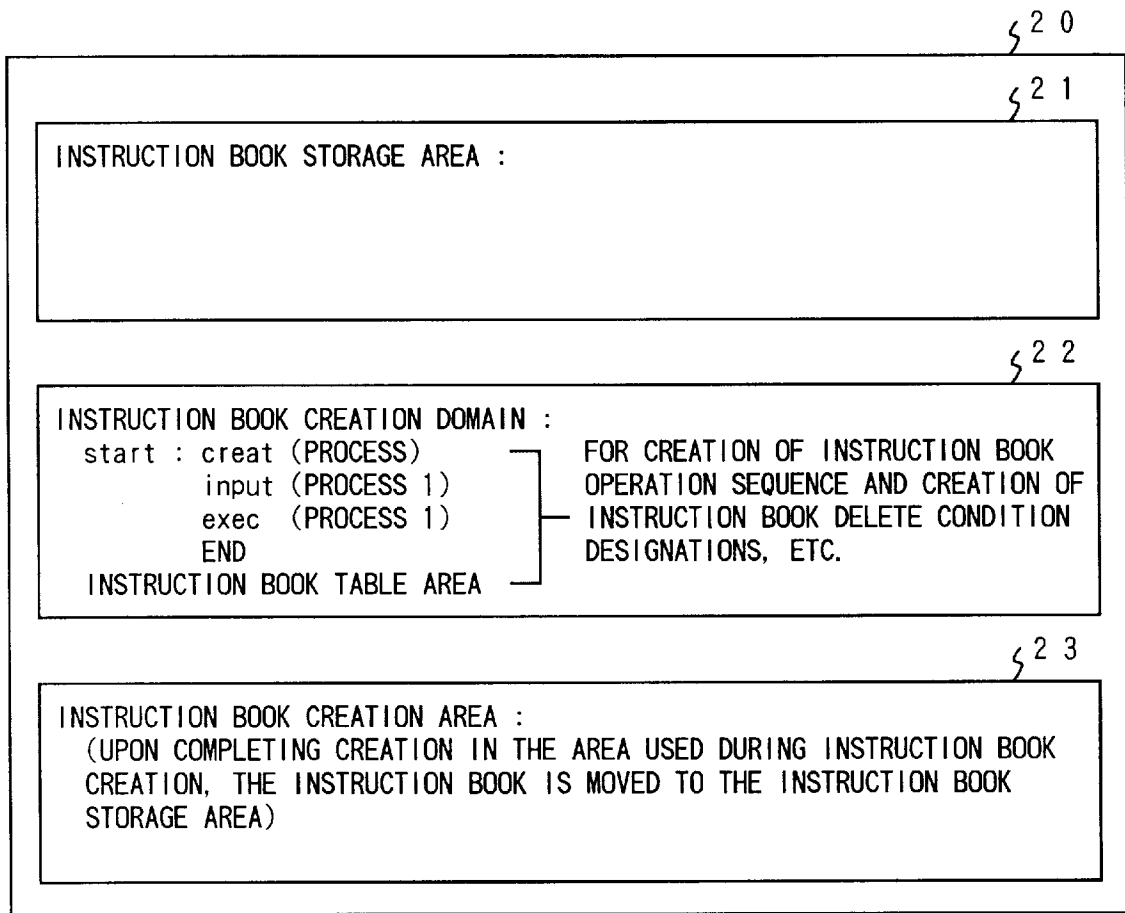 20
21
INSTRUCTION BOOK STORAGE AREA :
22
INSTRUCTION BOOK CREATION DOMAIN :
start : creat (PROCESS)
input (PROCESS 1)
exec (PROCESS 1)
END
INSTRUCTION BOOK TABLE AREA
FOR CREATION OF INSTRUCTION BOOK
OPERATION SEQUENCE AND CREATION OF
INSTRUCTION BOOK DELETE CONDITION
DESIGNATIONS, ETC.
23
INSTRUCTION BOOK CREATION AREA :
(UPON COMPLETING CREATION IN THE AREA USED DURING INSTRUCTION BOOK
CREATION, THE INSTRUCTION BOOK IS MOVED TO THE INSTRUCTION BOOK
STORAGE AREA)